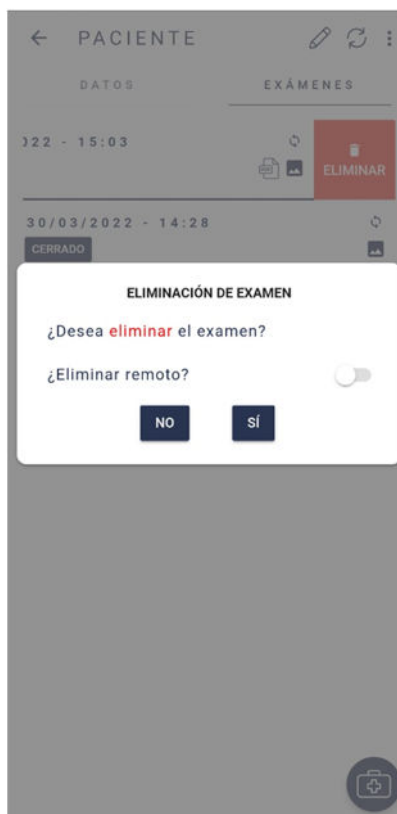 PACIENTE
DATOS
EXÁMENES
022 - 15:03
ELIMINAR
30/03/2022 - 14:28
CERRADO
ELIMINACIÓN DE EXAMEN
¿Desea eliminar el examen?
¿Eliminar remoto?
NO
SÍ